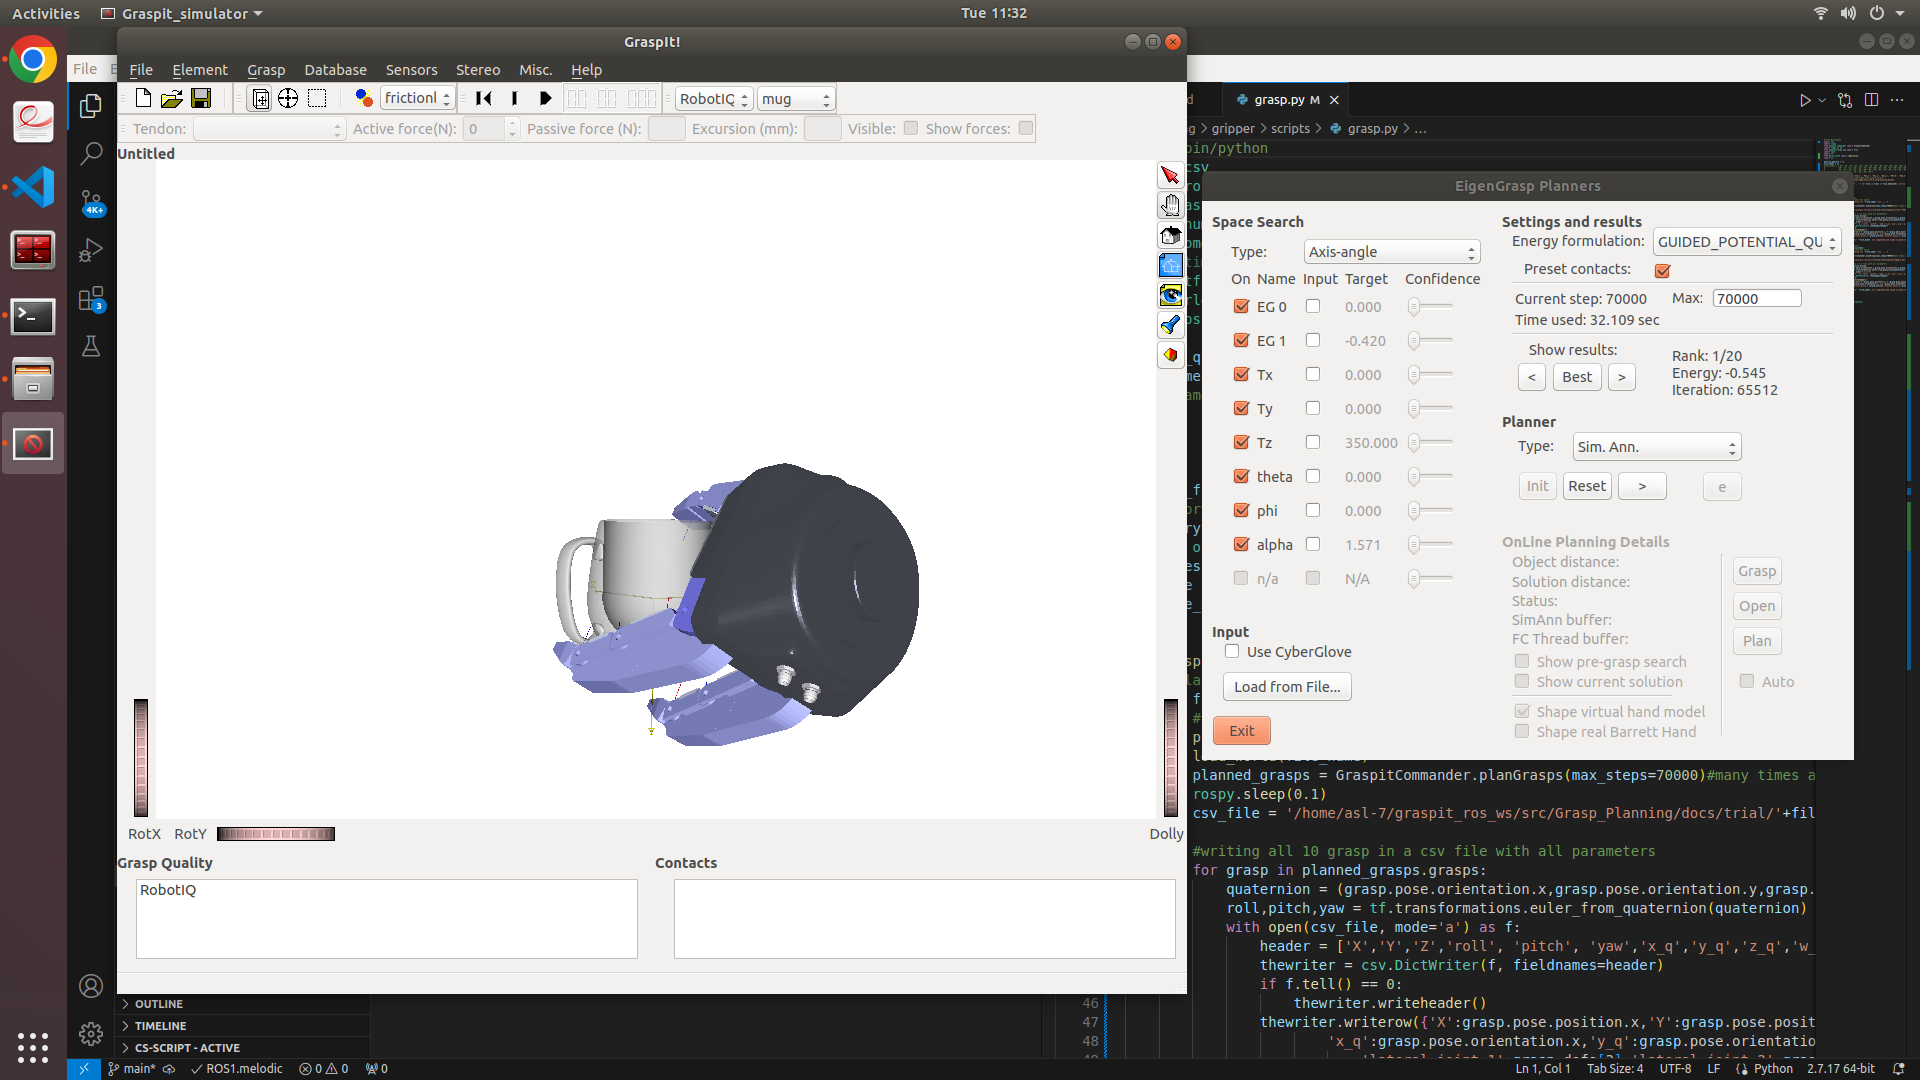 Activities
Graspit_simulator
Tue 11:32
GraspIt!
File Element Grasp Database Sensors Stereo Misc. Help
frictionl
RobotIQ
mug
Tendon: Active force(N): 0 Passive force (N): Excursion (mm): Visible: Show forces:
Untitled
RotX RotY
Dolly
Grasp Quality
RobotIQ
Contacts
File
4K+
3
OUTLINE
TIMELINE
CS-SCRIPT - ACTIVE
main*
ROS1.melodic
0 0
0
EigenGrasp Planners
Space Search
Type: Axis-angle
On Name Input Target Confidence
EG 0 0.000
EG 1 -0.420
Tx 0.000
Ty 0.000
Tz 350.000
theta 0.000
phi 0.000
alpha 1.571
n/a N/A
Input
Use CyberGlove
Load from File...
Exit
Settings and results
Energy formulation: GUIDED_POTENTIAL_QU
Preset contacts:
Current step: 70000 Max: 70000
Time used: 32.109 sec
Show results:
< Best >
Rank: 1/20
Energy: -0.545
Iteration: 65512
Planner
Type: Sim. Ann.
Init Reset > e
OnLine Planning Details
Object distance:
Solution distance:
Status:
SimAnn buffer:
FC Thread buffer:
Show pre-grasp search
Show current solution
Shape virtual hand model
Shape real Barrett Hand
Grasp
Open
Plan
Auto
grasp.py M
gripper > scripts > grasp.py > ...
bin/python
planned_grasps = GraspitCommander.planGrasps(max_steps=70000)#many times a
rospy.sleep(0.1)
csv_file = '/home/asl-7/graspit_ros_ws/src/Grasp_Planning/docs/trial/'+fil
#writing all 10 grasp in a csv file with all parameters
for grasp in planned_grasps.grasps:
quaternion = (grasp.pose.orientation.x,grasp.pose.orientation.y,grasp.
roll,pitch,yaw = tf.transformations.euler_from_quaternion(quaternion)
with open(csv_file, mode='a') as f:
header = ['X','Y','Z','roll', 'pitch', 'yaw','x_q','y_q','z_q','w_
thewriter = csv.DictWriter(f, fieldnames=header)
if f.tell() == 0:
46 thewriter.writeheader()
47 thewriter.writerow({'X':grasp.pose.position.x,'Y':grasp.pose.posit
48 'x_q':grasp.pose.orientation.x,'y_q':grasp.pose.orientatio
Ln 1, Col 1 Tab Size: 4 UTF-8 LF Python 2.7.17 64-bit